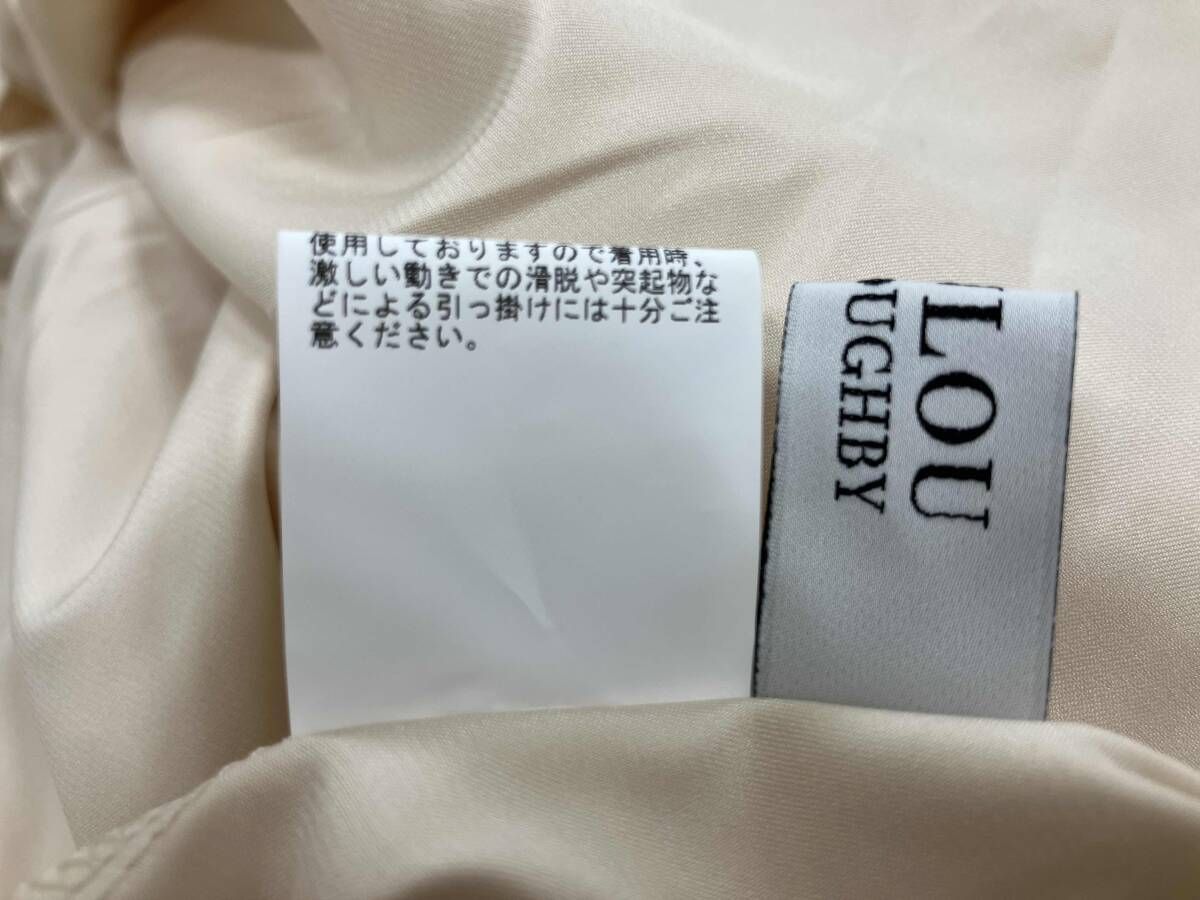 使用しておりますので着用時、
激しい動きでの滑脱や突起物な
どによる引っ掛けには十分ご注
意ください。
LOU
OUGHBY